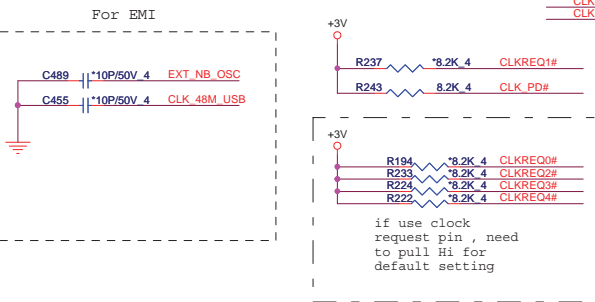 For EMI
C489 *10P/50V_4 EXT_NB_OSC
C455 *10P/50V_4 CLK_48M_USB
CLK
CLK
+3V
R237 *8.2K_4 CLKREQ1#
R243 8.2K_4 CLK_PD#
+3V
R194 *8.2K_4 CLKREQ0#
R233 *8.2K_4 CLKREQ2#
R224 *8.2K_4 CLKREQ3#
R222 *8.2K_4 CLKREQ4#
if use clock
request pin , need
to pull Hi for
default setting